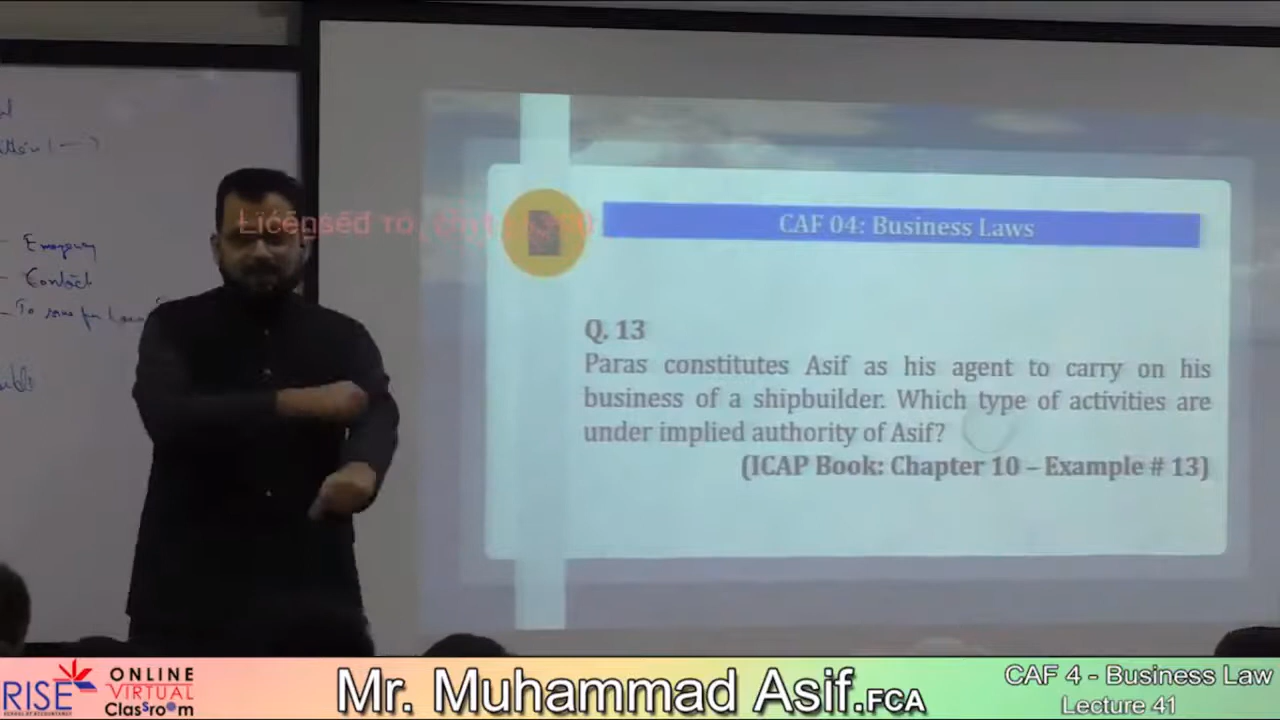 Emergency
Contact
CAF 04: Business Laws
Q. 13
Paras constitutes Asif as his agent to carry on his
business of a shipbuilder. Which type of activities are
under implied authority of Asif?
(ICAP Book: Chapter 10 – Example # 13)
RISE
ONLINE
VIRTUAL
ClassroOm
Mr. Muhammad Asif.FCA
CAF 4 - Business Law
Lecture 41